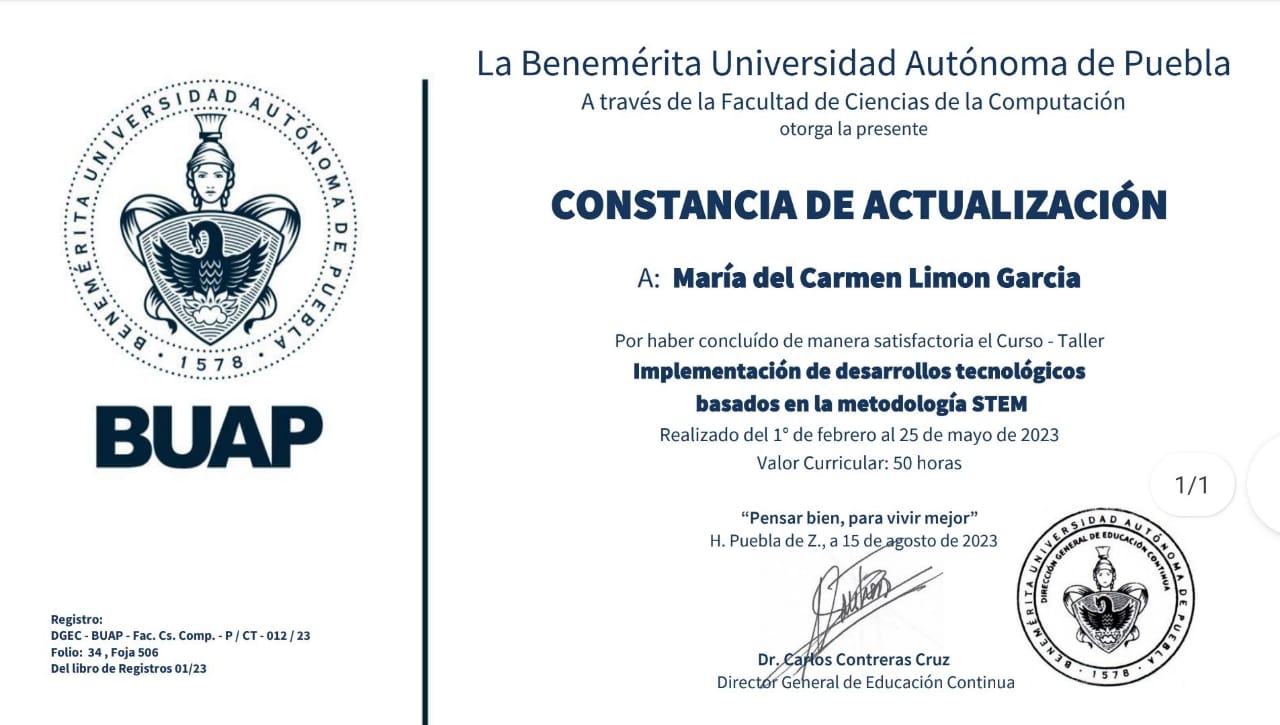 BENEMÉRITA UNIVERSIDAD AUTÓNOMA DE PUEBLA
• 1578 •
BUAP
Registro:
DGEC - BUAP - Fac. Cs. Comp. - P / CT - 012 / 23
Folio: 34 , Foja 506
Del libro de Registros 01/23
La Benemérita Universidad Autónoma de Puebla
A través de la Facultad de Ciencias de la Computación
otorga la presente
CONSTANCIA DE ACTUALIZACIÓN
A: María del Carmen Limon Garcia
Por haber concluído de manera satisfactoria el Curso - Taller
Implementación de desarrollos tecnológicos
basados en la metodología STEM
Realizado del 1° de febrero al 25 de mayo de 2023
Valor Curricular: 50 horas
1/1
“Pensar bien, para vivir mejor”
H. Puebla de Z., a 15 de agosto de 2023
Dr. Carlos Contreras Cruz
Director General de Educación Continua
BENEMÉRITA UNIVERSIDAD AUTÓNOMA DE PUEBLA
DIRECCIÓN GENERAL DE EDUCACIÓN CONTINUA
• 1578 •